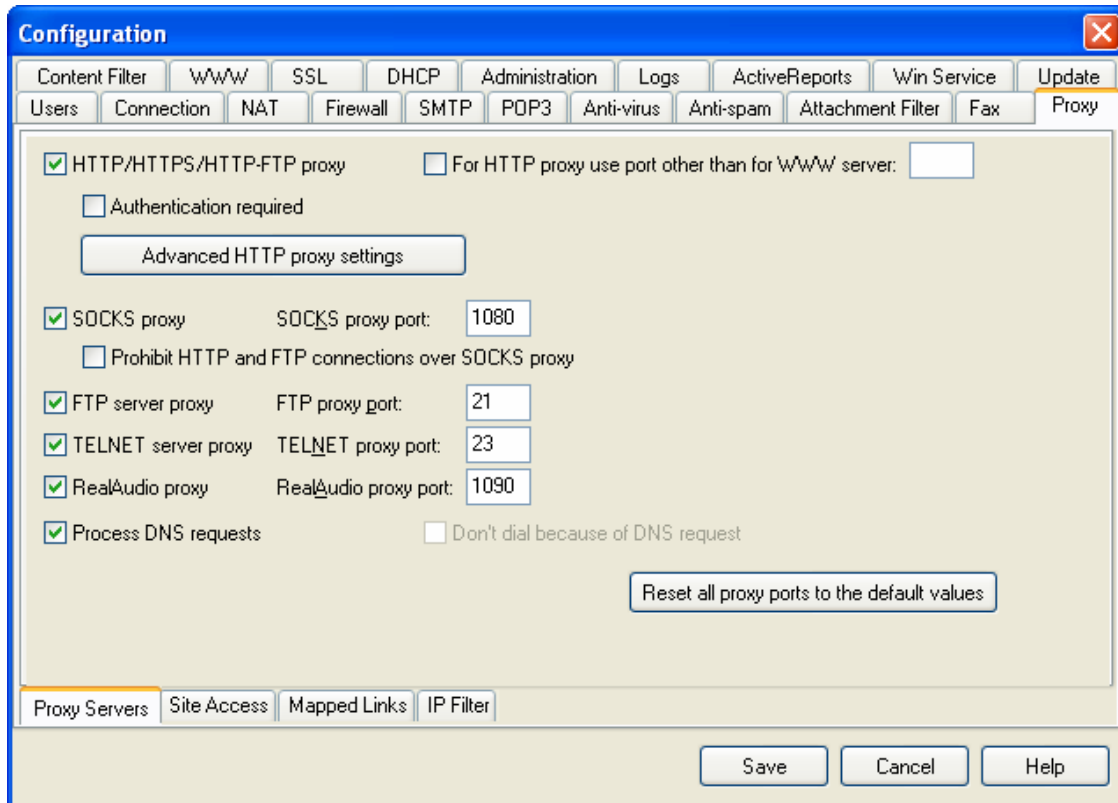 Configuration
Content Filter WWW SSL DHCP Administration Logs ActiveReports Win Service Update
Users Connection NAT Firewall SMTP POP3 Anti-virus Anti-spam Attachment Filter Fax Proxy
HTTP/HTTPS/HTTP-FTP proxy For HTTP proxy use port other than for WWW server:
Authentication required
Advanced HTTP proxy settings
SOCKS proxy SOCKS proxy port: 1080
Prohibit HTTP and FTP connections over SOCKS proxy
FTP server proxy FTP proxy port: 21
TELNET server proxy TELNET proxy port: 23
RealAudio proxy RealAudio proxy port: 1090
Process DNS requests Don't dial because of DNS request
Reset all proxy ports to the default values
Proxy Servers Site Access Mapped Links IP Filter
Save Cancel Help